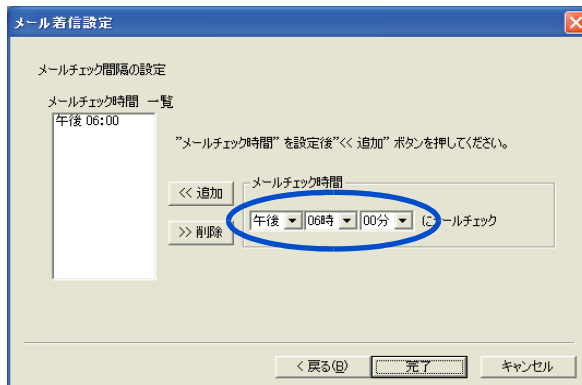 メール着信設定
メールチェック間隔の設定
メールチェック時間 一覧
午後 06:00
"メールチェック時間" を設定後"<< 追加" ボタンを押してください。
<< 追加
>> 削除
メールチェック時間
午後 06時 00分 にメールチェック
< 戻る(B)
完了
キャンセル